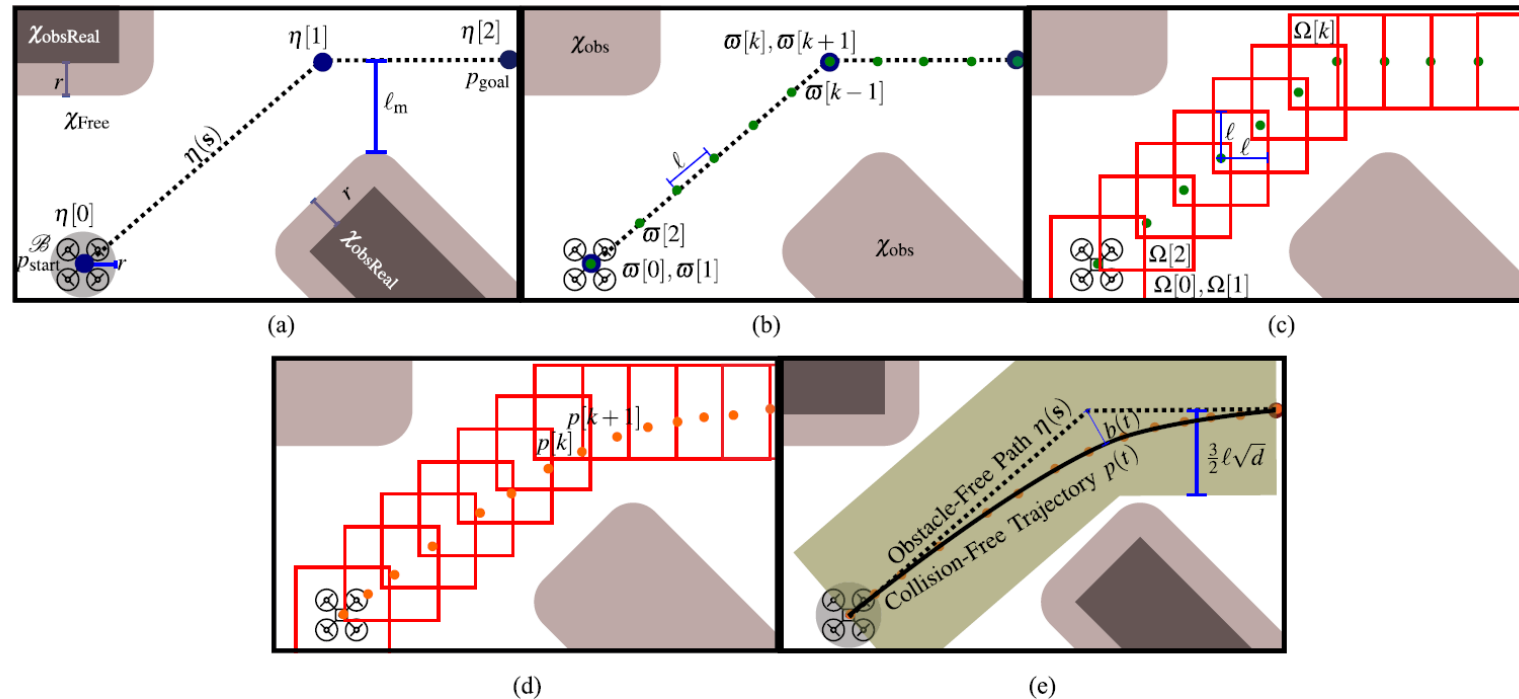 χobsReal
η[1]
η[2]
r
pgoal
ℓm
χFree
η(s)
r
η[0]
ℬ
pstart
r
χobsReal
(a)
χobs
ϖ[k], ϖ[k+1]
ϖ[k−1]
ℓ
ϖ[2]
ϖ[0], ϖ[1]
χobs
(b)
Ω[k]
ℓ
ℓ
Ω[2]
Ω[0], Ω[1]
(c)
p[k+1]
p[k]
(d)
Obstacle-Free Path η(s)
b(t)
Collision-Free Trajectory p(t)
3/2 ℓ√d
(e)